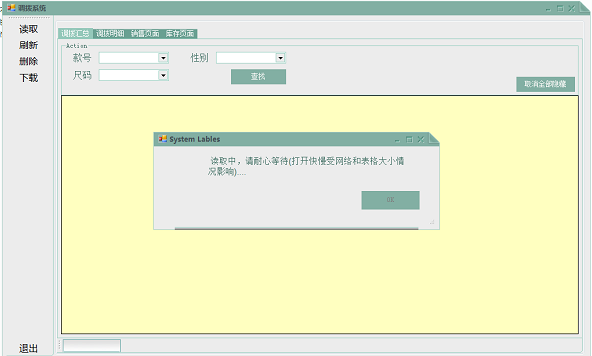 调拨系统
读取
刷新
删除
下载
退出
调拨汇总 调拨明细 销售页面 库存页面
Action
款号 性别
尺码 查找
取消全部隐藏
System Lables
读取中，请耐心等待(打开快慢受网络和表格大小情
况影响)....